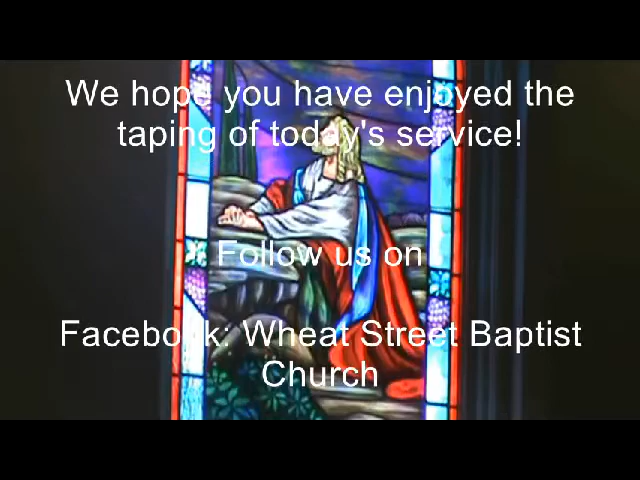 We hope you have enjoyed the
taping of today's service!
Follow us on
Facebook: Wheat Street Baptist
Church